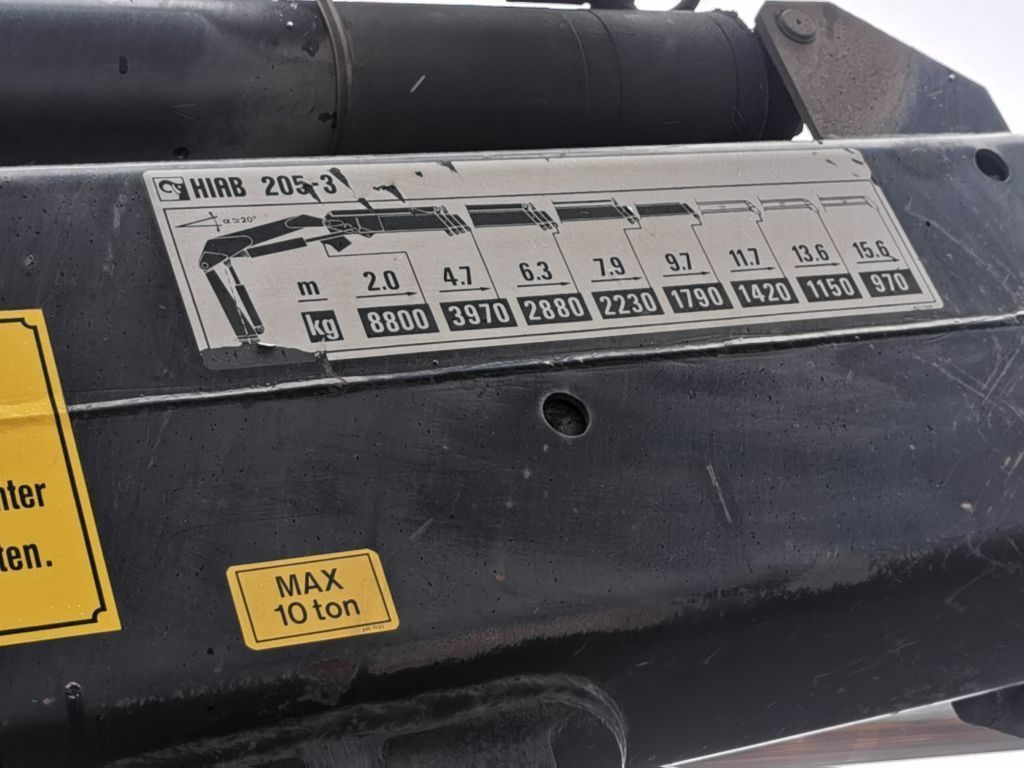 HIAB 205-3
α≃20°
m 2.0 4.7 6.3 7.9 9.7 11.7 13.6 15.6
kg 8800 3970 2880 2230 1790 1420 1150 970
nter
ten.
MAX
10 ton